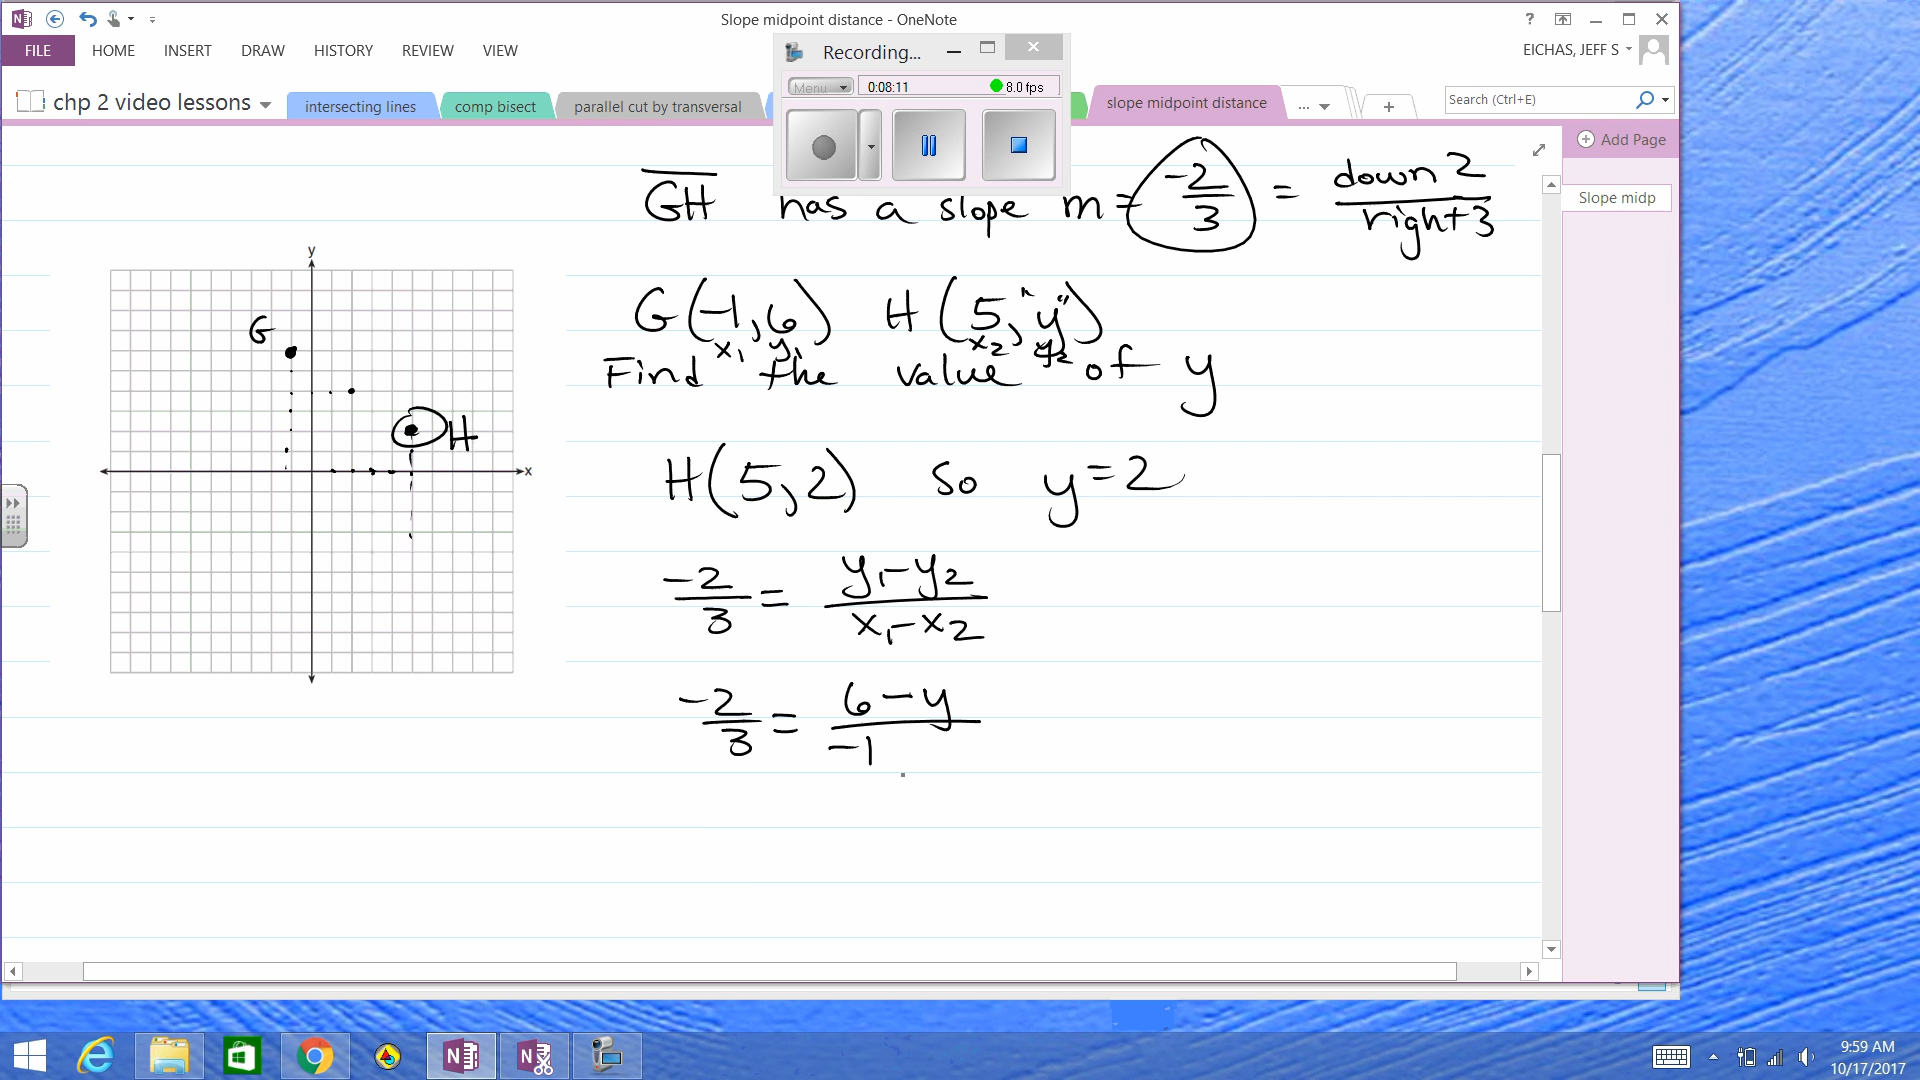 Slope midpoint distance - OneNote
?
FILE HOME INSERT DRAW HISTORY REVIEW VIEW
EICHAS, JEFF S
Recording...
Menu 0:08:11 8.0 fps
chp 2 video lessons
intersecting lines
comp bisect
parallel cut by transversal
slope midpoint distance
...
Search (Ctrl+E)
Add Page
Slope midp
GH has a slope m = -2/3 = down 2/right 3
G(-1,6) H(5,"y")
x1 y1 x2 y2
Find the value of y
y
G
H
x
H(5,2) so y=2
-2/3 = y1-y2/x1-x2
-2/3 = 6-y/-1
9:59 AM
10/17/2017